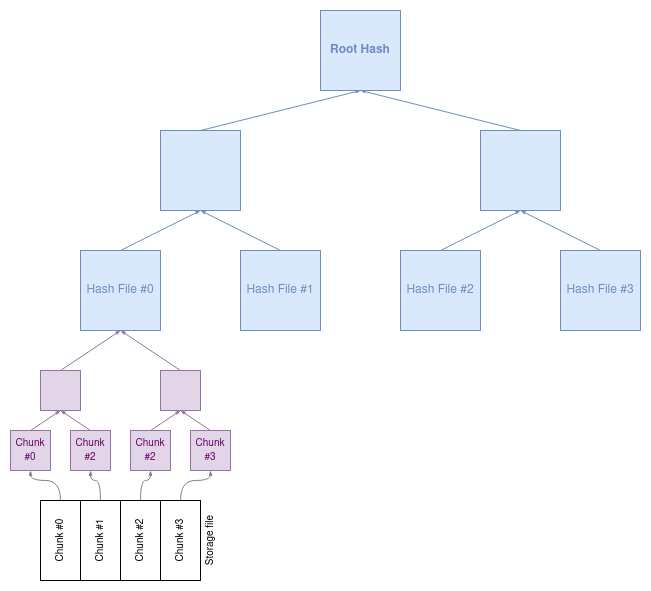 Root Hash
Hash File #0
Hash File #1
Hash File #2
Hash File #3
Chunk
#0
Chunk
#2
Chunk
#2
Chunk
#3
Chunk #0
Chunk #1
Chunk #2
Chunk #3
Storage file